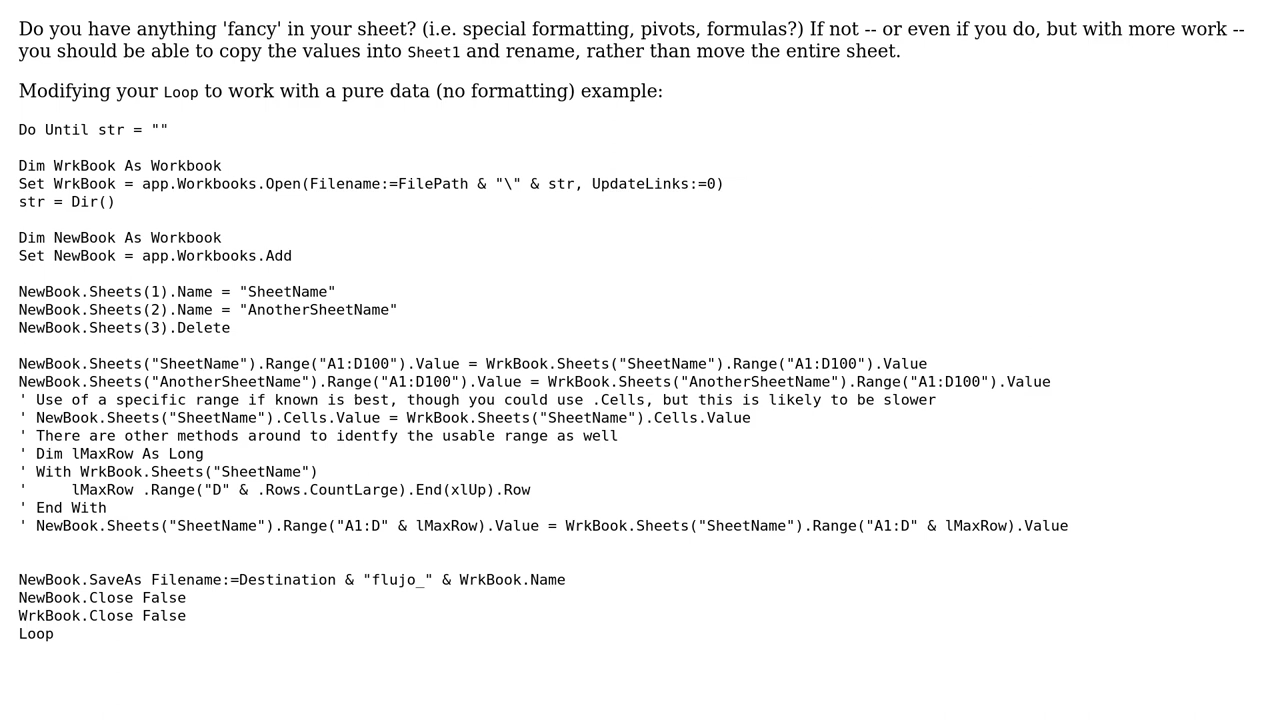 Do you have anything 'fancy' in your sheet? (i.e. special formatting, pivots, formulas?) If not -- or even if you do, but with more work --
you should be able to copy the values into Sheet1 and rename, rather than move the entire sheet.
Modifying your Loop to work with a pure data (no formatting) example:
Do Until str = ""
Dim WrkBook As Workbook
Set WrkBook = app.Workbooks.Open(Filename:=FilePath & "\" & str, UpdateLinks:=0)
str = Dir()
Dim NewBook As Workbook
Set NewBook = app.Workbooks.Add
NewBook.Sheets(1).Name = "SheetName"
NewBook.Sheets(2).Name = "AnotherSheetName"
NewBook.Sheets(3).Delete
NewBook.Sheets("SheetName").Range("A1:D100").Value = WrkBook.Sheets("SheetName").Range("A1:D100").Value
NewBook.Sheets("AnotherSheetName").Range("A1:D100").Value = WrkBook.Sheets("AnotherSheetName").Range("A1:D100").Value
' Use of a specific range if known is best, though you could use .Cells, but this is likely to be slower
' NewBook.Sheets("SheetName").Cells.Value = WrkBook.Sheets("SheetName").Cells.Value
' There are other methods around to identfy the usable range as well
' Dim lMaxRow As Long
' With WrkBook.Sheets("SheetName")
'     lMaxRow .Range("D" & .Rows.CountLarge).End(xlUp).Row
' End With
' NewBook.Sheets("SheetName").Range("A1:D" & lMaxRow).Value = WrkBook.Sheets("SheetName").Range("A1:D" & lMaxRow).Value
NewBook.SaveAs Filename:=Destination & "flujo_" & WrkBook.Name
NewBook.Close False
WrkBook.Close False
Loop